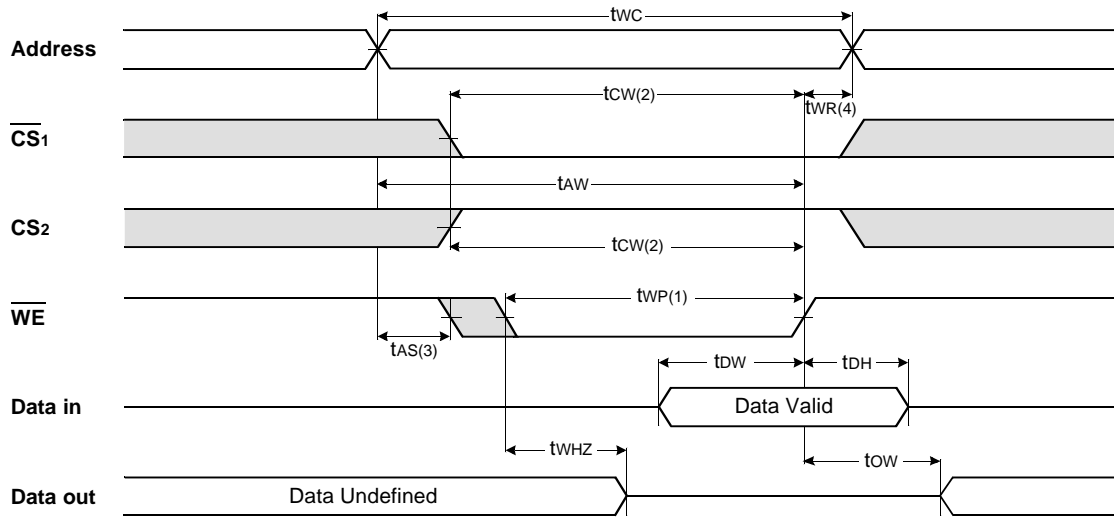 tWC
Address
tCW(2)
tWR(4)
CS1
tAW
CS2
tCW(2)
tWP(1)
WE
tAS(3)
tDW
tDH
Data in
Data Valid
tWHZ
tOW
Data out
Data Undefined